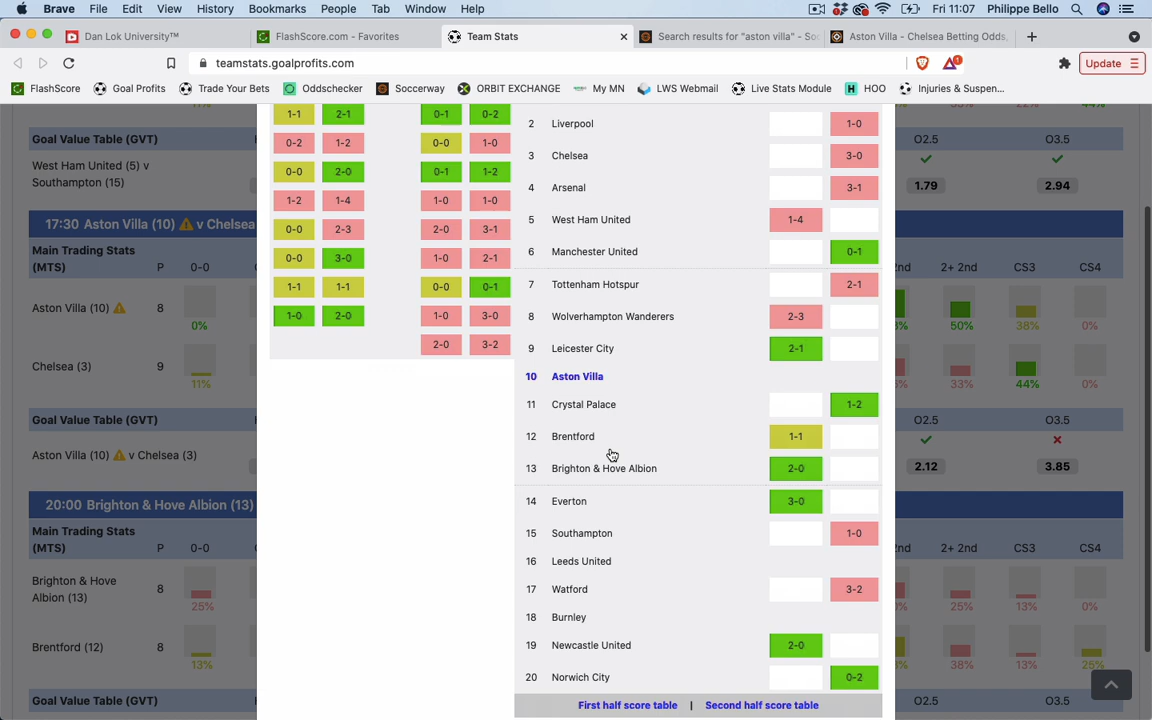 Brave File Edit View History Bookmarks People Tab Window Help Fri 11:07 Philippe Bello
Dan Lok University™ FlashScore.com - Favorites Team Stats Search results for "aston villa" - So Aston Villa - Chelsea Betting Odds,
teamstats.goalprofits.com 1 Update
FlashScore Goal Profits Trade Your Bets Oddschecker Soccerway ORBIT EXCHANGE My MN LWS Webmail Live Stats Module HOO Injuries & Suspen...
1-1 2-1 0-1 0-2 2 Liverpool 1-0
Goal Value Table (GVT) O2.5 O3.5
0-2 1-2 0-0 1-0 3 Chelsea 3-0
West Ham United (5) v
Southampton (15) 1.79 2.94
0-0 2-0 0-1 1-2 4 Arsenal 3-1
1-2 1-4 1-0 1-0 5 West Ham United 1-4
17:30 Aston Villa (10) v Chelsea
0-0 2-3 2-0 3-1 6 Manchester United 0-1
Main Trading Stats
(MTS) P 0-0 2nd 2+ 2nd CS3 CS4
0-0 3-0 1-0 2-1 7 Tottenham Hotspur 2-1
1-1 1-1 0-0 0-1
Aston Villa (10) 8 0% 50% 38% 0%
1-0 2-0 1-0 3-0 8 Wolverhampton Wanderers 2-3
2-0 3-2 9 Leicester City 2-1
Chelsea (3) 9 11% 33% 44% 0%
10 Aston Villa
11 Crystal Palace 1-2
Goal Value Table (GVT) O2.5 O3.5
12 Brentford 1-1
Aston Villa (10) v Chelsea (3) 2.12 3.85
13 Brighton & Hove Albion 2-0
20:00 Brighton & Hove Albion (13)
14 Everton 3-0
Main Trading Stats
(MTS) P 0-0 2nd 2+ 2nd CS3 CS4
15 Southampton 1-0
16 Leeds United
Brighton & Hove
Albion (13) 8 25% 25% 13% 0%
17 Watford 3-2
18 Burnley
Brentford (12) 8 13% 38% 13% 25%
19 Newcastle United 2-0
20 Norwich City 0-2
Goal Value Table (GVT) O2.5 O3.5
First half score table | Second half score table